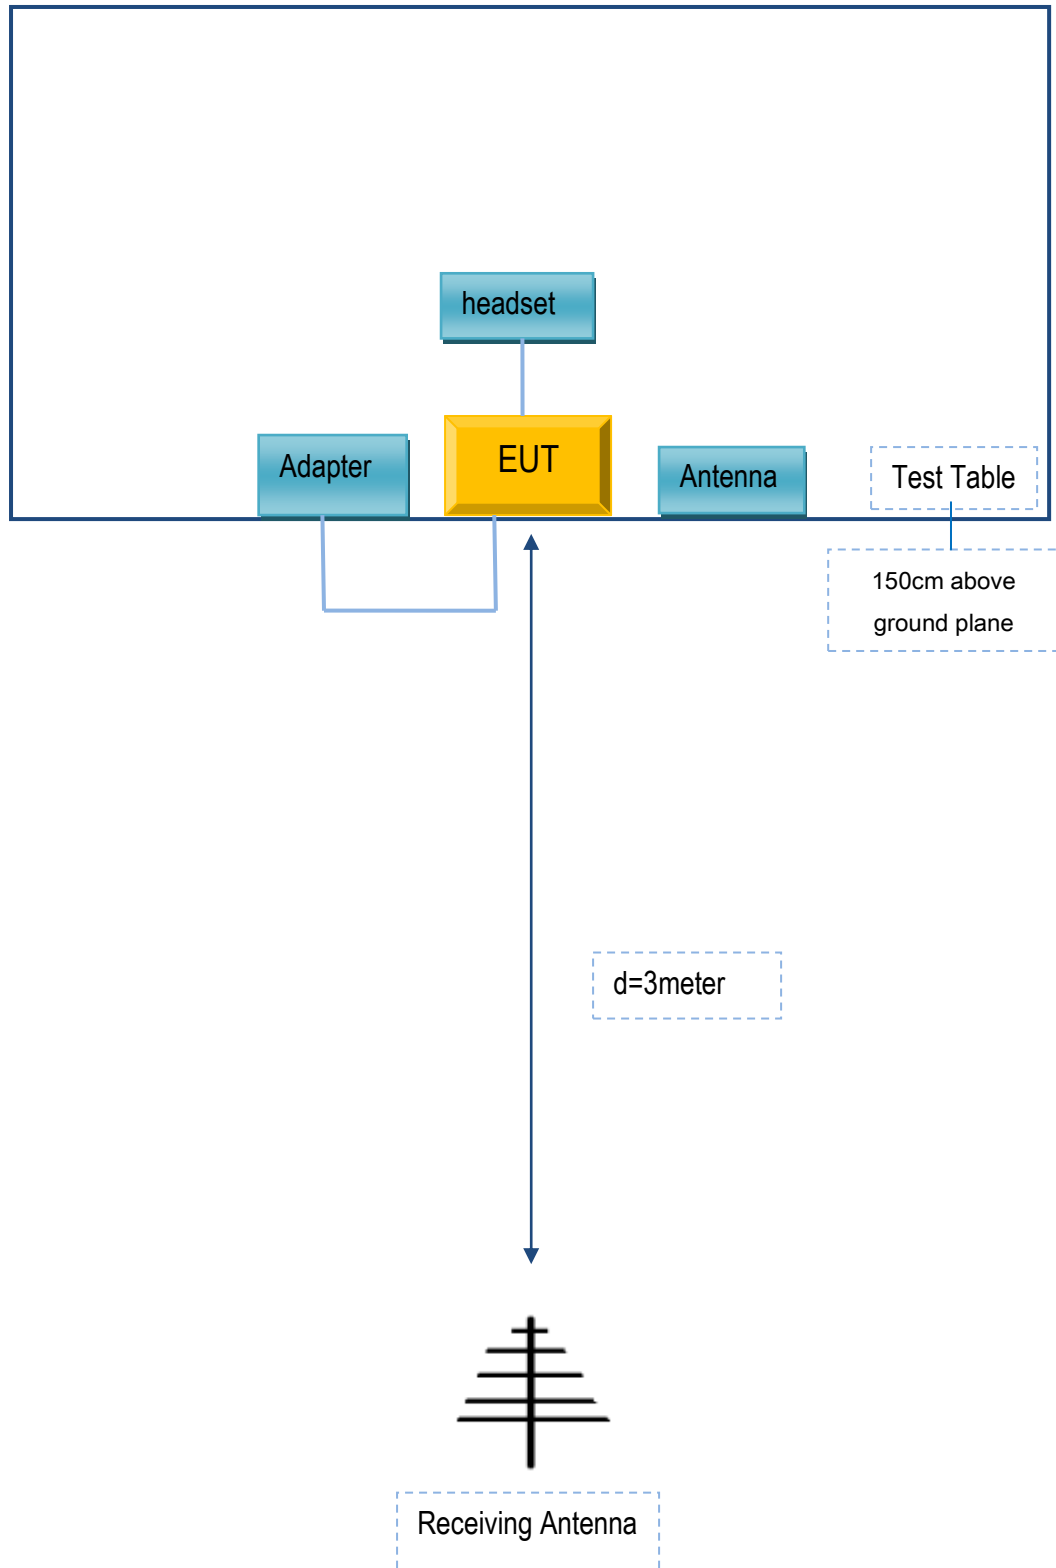 headset
Adapter
EUT
Antenna
Test Table
150cm above
ground plane
d=3meter
Receiving Antenna